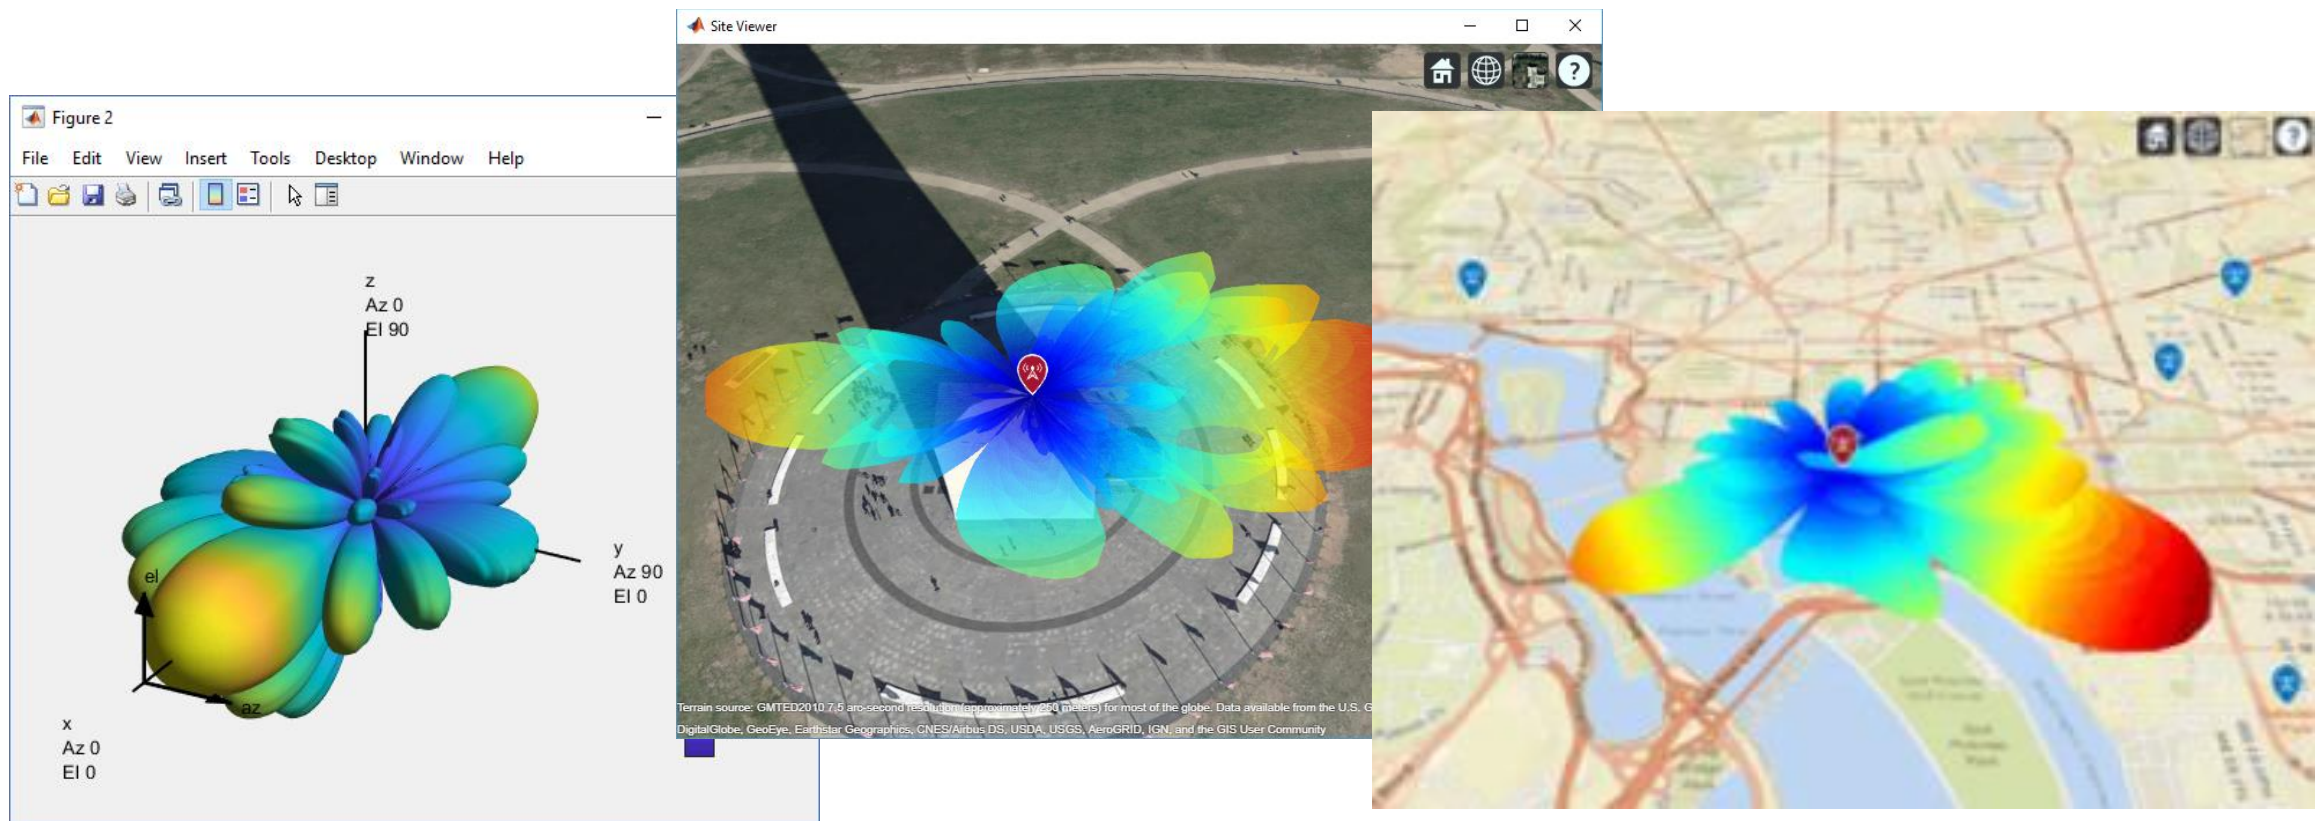 Figure 2
File Edit View Insert Tools Desktop Window Help
z
Az 0
El 90
y
Az 90
El 0
el
az
x
Az 0
El 0
Site Viewer
?
Terrain source: GMTED2010 7.5 arc-second resolution (approximately 250 meters) for most of the globe. Data available from the U.S. G
DigitalGlobe, GeoEye, Earthstar Geographics, CNES/Airbus DS, USDA, USGS, AeroGRID, IGN, and the GIS User Community
?